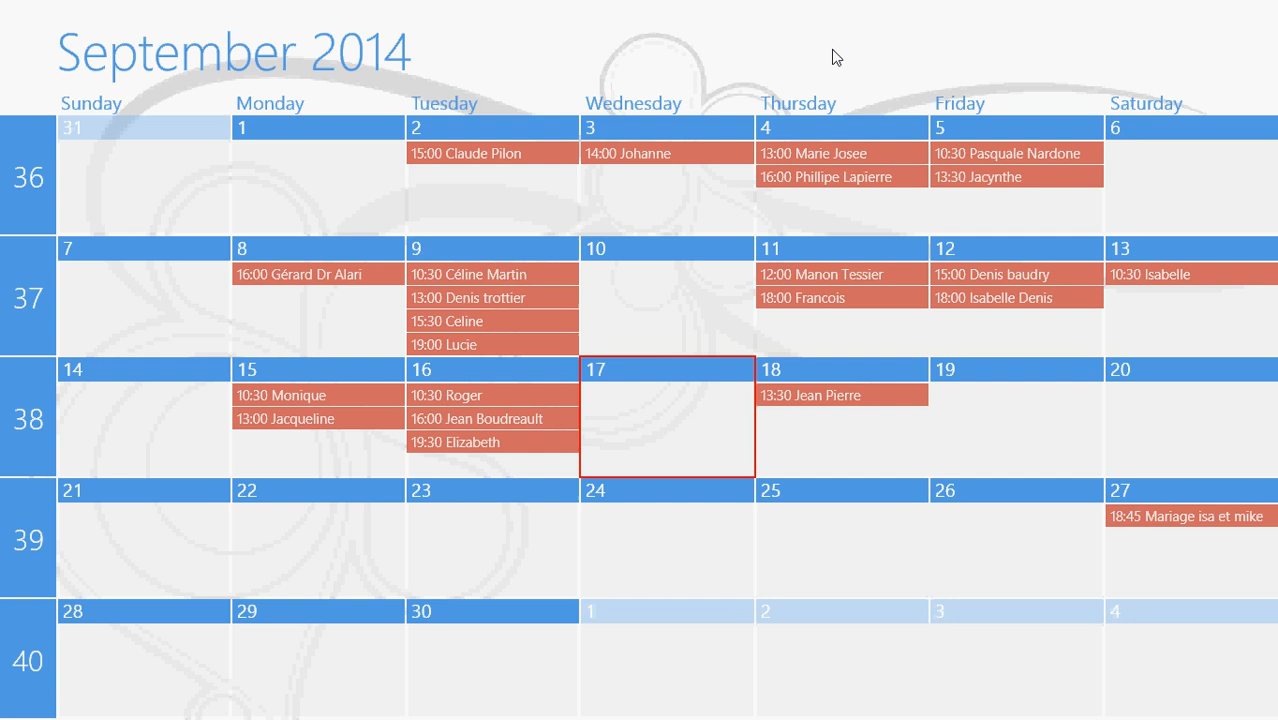 September 2014
Sunday Monday Tuesday Wednesday Thursday Friday Saturday
36
31 1 2 3 4 5 6
15:00 Claude Pilon 14:00 Johanne 13:00 Marie Josee 10:30 Pasquale Nardone
16:00 Phillipe Lapierre 13:30 Jacynthe
37
7 8 9 10 11 12 13
16:00 Gérard Dr Alari 10:30 Céline Martin 12:00 Manon Tessier 15:00 Denis baudry 10:30 Isabelle
13:00 Denis trottier 18:00 Francois 18:00 Isabelle Denis
15:30 Celine
19:00 Lucie
38
14 15 16 17 18 19 20
10:30 Monique 10:30 Roger 13:30 Jean Pierre
13:00 Jacqueline 16:00 Jean Boudreault
19:30 Elizabeth
39
21 22 23 24 25 26 27
18:45 Mariage isa et mike
40
28 29 30 1 2 3 4